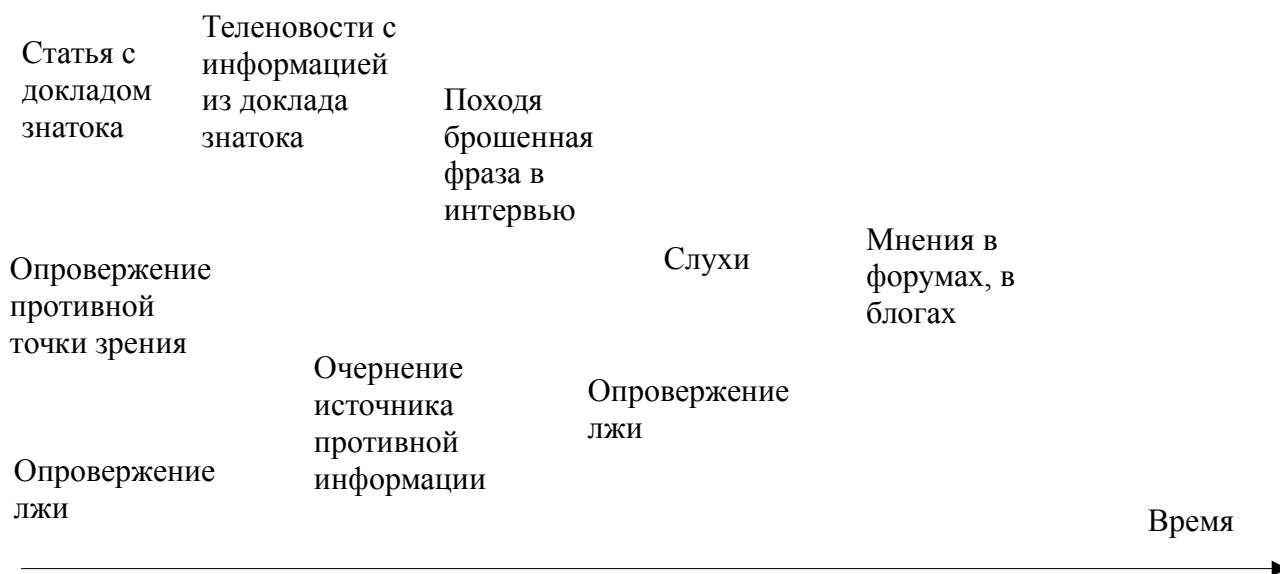 Статья с
докладом
знатока
Теленовости с
информацией
из доклада
знатока
Походя
брошенная
фраза в
интервью
Слухи
Мнения в
форумах, в
блогах
Опровержение
противной
точки зрения
Очернение
источника
противной
информации
Опровержение
лжи
Опровержение
лжи
Время